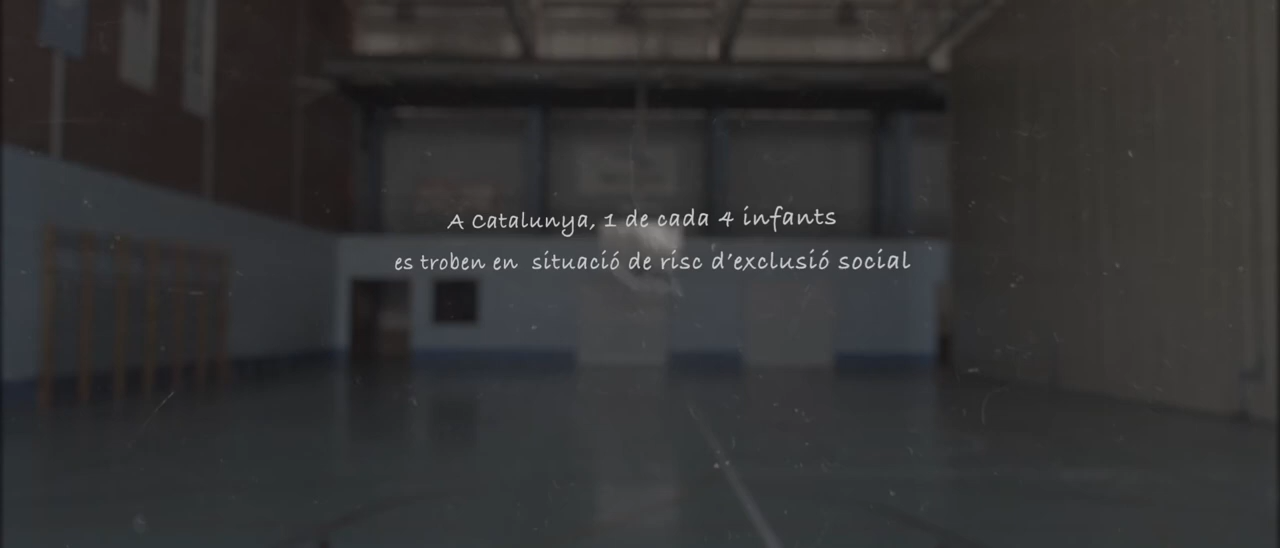 A Catalunya, 1 de cada 4 infants
es troben en situació de risc d'exclusió social